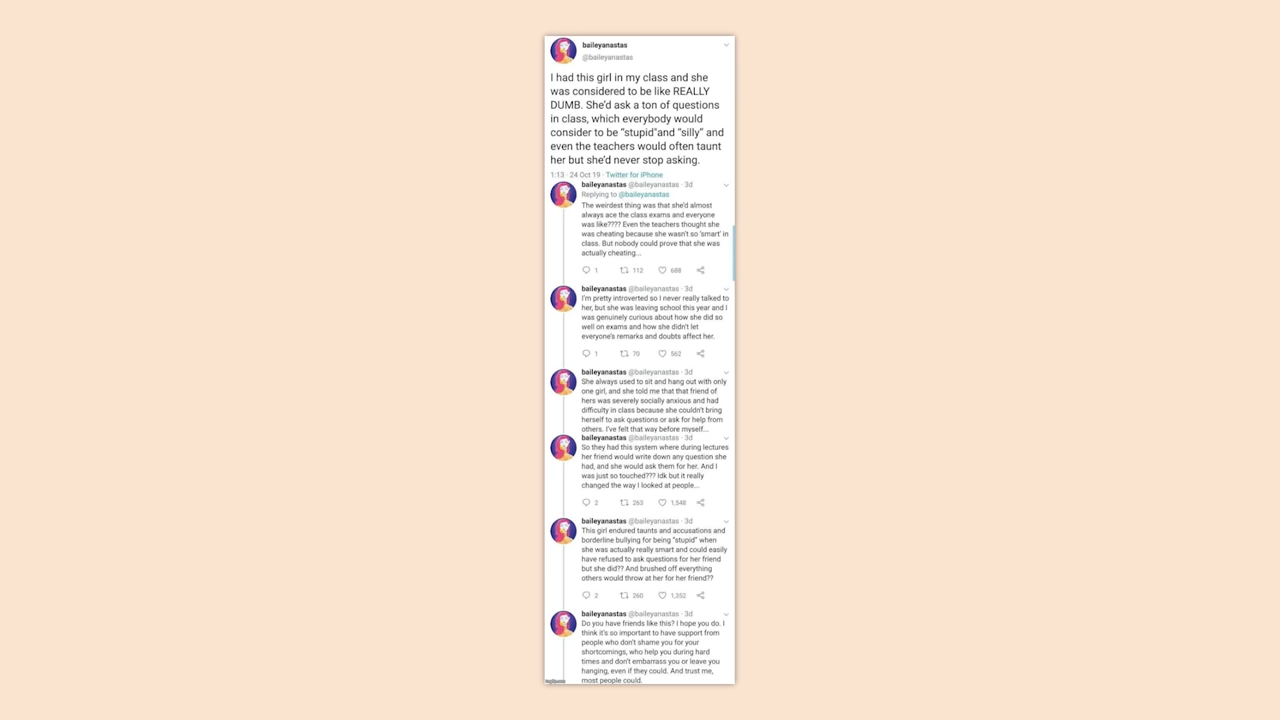 baileyanastas
@baileyanastas
I had this girl in my class and she
was considered to be like REALLY
DUMB. She'd ask a ton of questions
in class, which everybody would
consider to be “stupid"and “silly” and
even the teachers would often taunt
her but she'd never stop asking.
1:13 · 24 Oct 19 · Twitter for iPhone
baileyanastas @baileyanastas · 3d
Replying to @baileyanastas
The weirdest thing was that she'd almost
always ace the class exams and everyone
was like???? Even the teachers thought she
was cheating because she wasn't so 'smart' in
class. But nobody could prove that she was
actually cheating...
1 112 688
baileyanastas @baileyanastas · 3d
I'm pretty introverted so I never really talked to
her, but she was leaving school this year and I
was genuinely curious about how she did so
well on exams and how she didn't let
everyone's remarks and doubts affect her.
1 70 562
baileyanastas @baileyanastas · 3d
She always used to sit and hang out with only
one girl, and she told me that that friend of
hers was severely socially anxious and had
difficulty in class because she couldn't bring
herself to ask questions or ask for help from
others. I've felt that way before myself...
baileyanastas @baileyanastas · 3d
So they had this system where during lectures
her friend would write down any question she
had, and she would ask them for her. And I
was just so touched??? Idk but it really
changed the way I looked at people...
2 263 1,548
baileyanastas @baileyanastas · 3d
This girl endured taunts and accusations and
borderline bullying for being “stupid” when
she was actually really smart and could easily
have refused to ask questions for her friend
but she did?? And brushed off everything
others would throw at her for her friend??
2 260 1,352
baileyanastas @baileyanastas · 3d
Do you have friends like this? I hope you do. I
think it's so important to have support from
people who don't shame you for your
shortcomings, who help you during hard
times and don't embarrass you or leave you
hanging, even if they could. And trust me,
most people could.